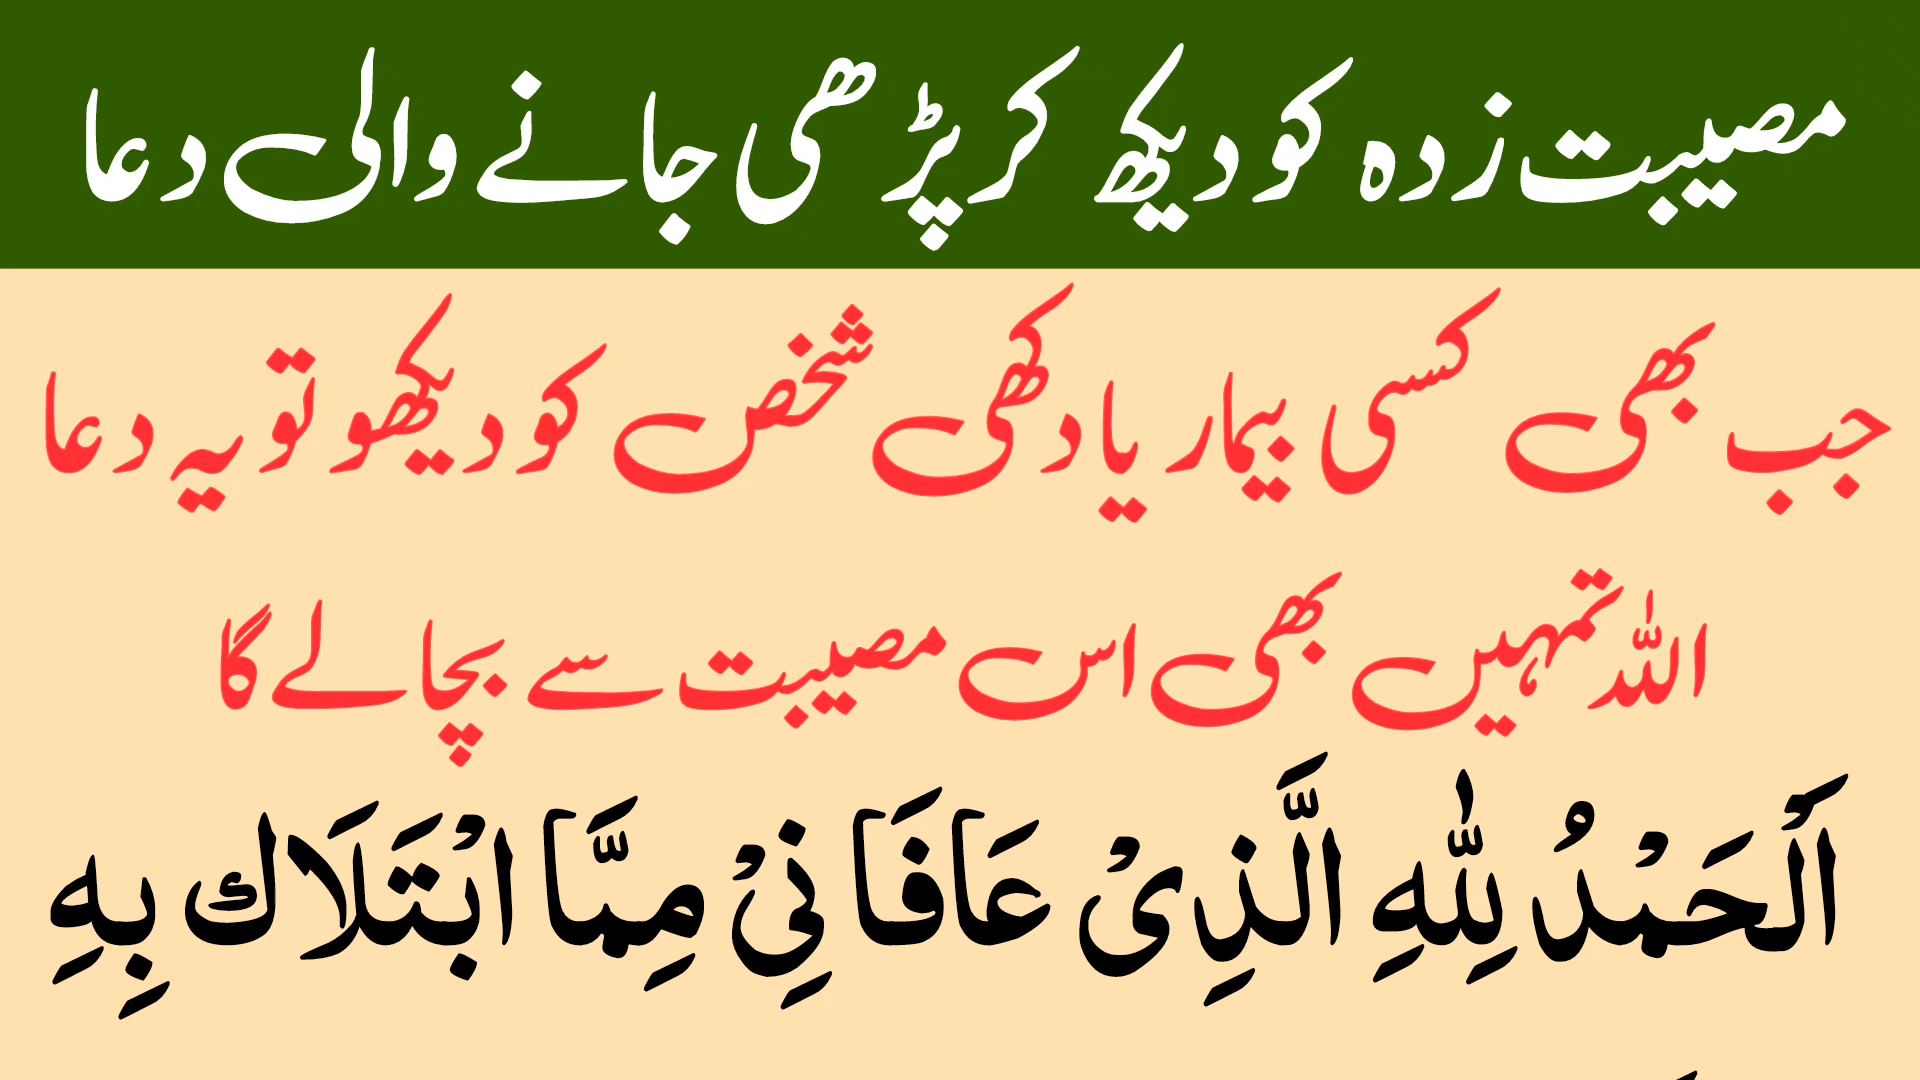 مصیبت زدہ کو دیکھ کر پڑھی جانے والی دعا
جب بھی کسی بیمار یا دکھی شخص کو دیکھو تو یہ دعا
اللہ تمہیں بھی اس مصیبت سے بچا لے گا
اَلْحَمْدُ لِلّٰهِ الَّذِیْ عَافَانِیْ مِمَّا ابْتَلَاك بِهِ